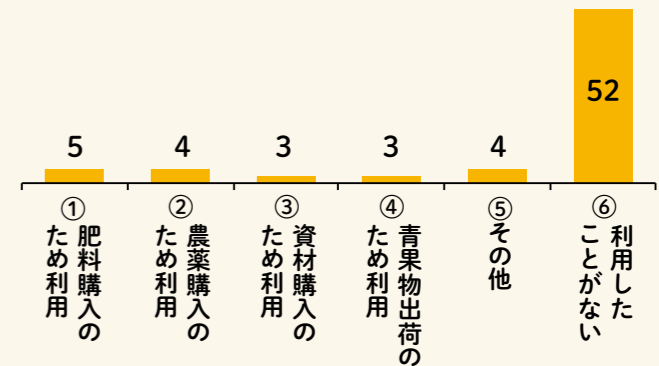 5
4
3
3
4
52
①
肥料購入の
ため利用
②
農薬購入の
ため利用
③
資材購入の
ため利用
④
青果物出荷の
ため利用
⑤
その他
⑥
利用した
ことがない